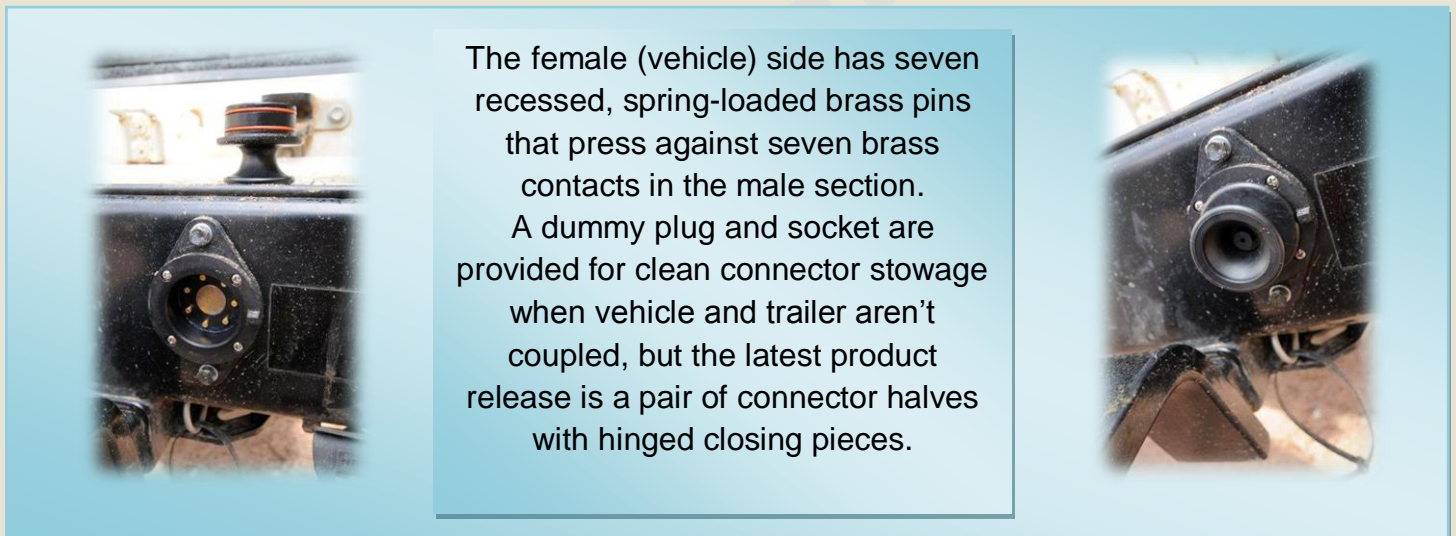 The female (vehicle) side has seven
recessed, spring-loaded brass pins
that press against seven brass
contacts in the male section.
A dummy plug and socket are
provided for clean connector stowage
when vehicle and trailer aren’t
coupled, but the latest product
release is a pair of connector halves
with hinged closing pieces.